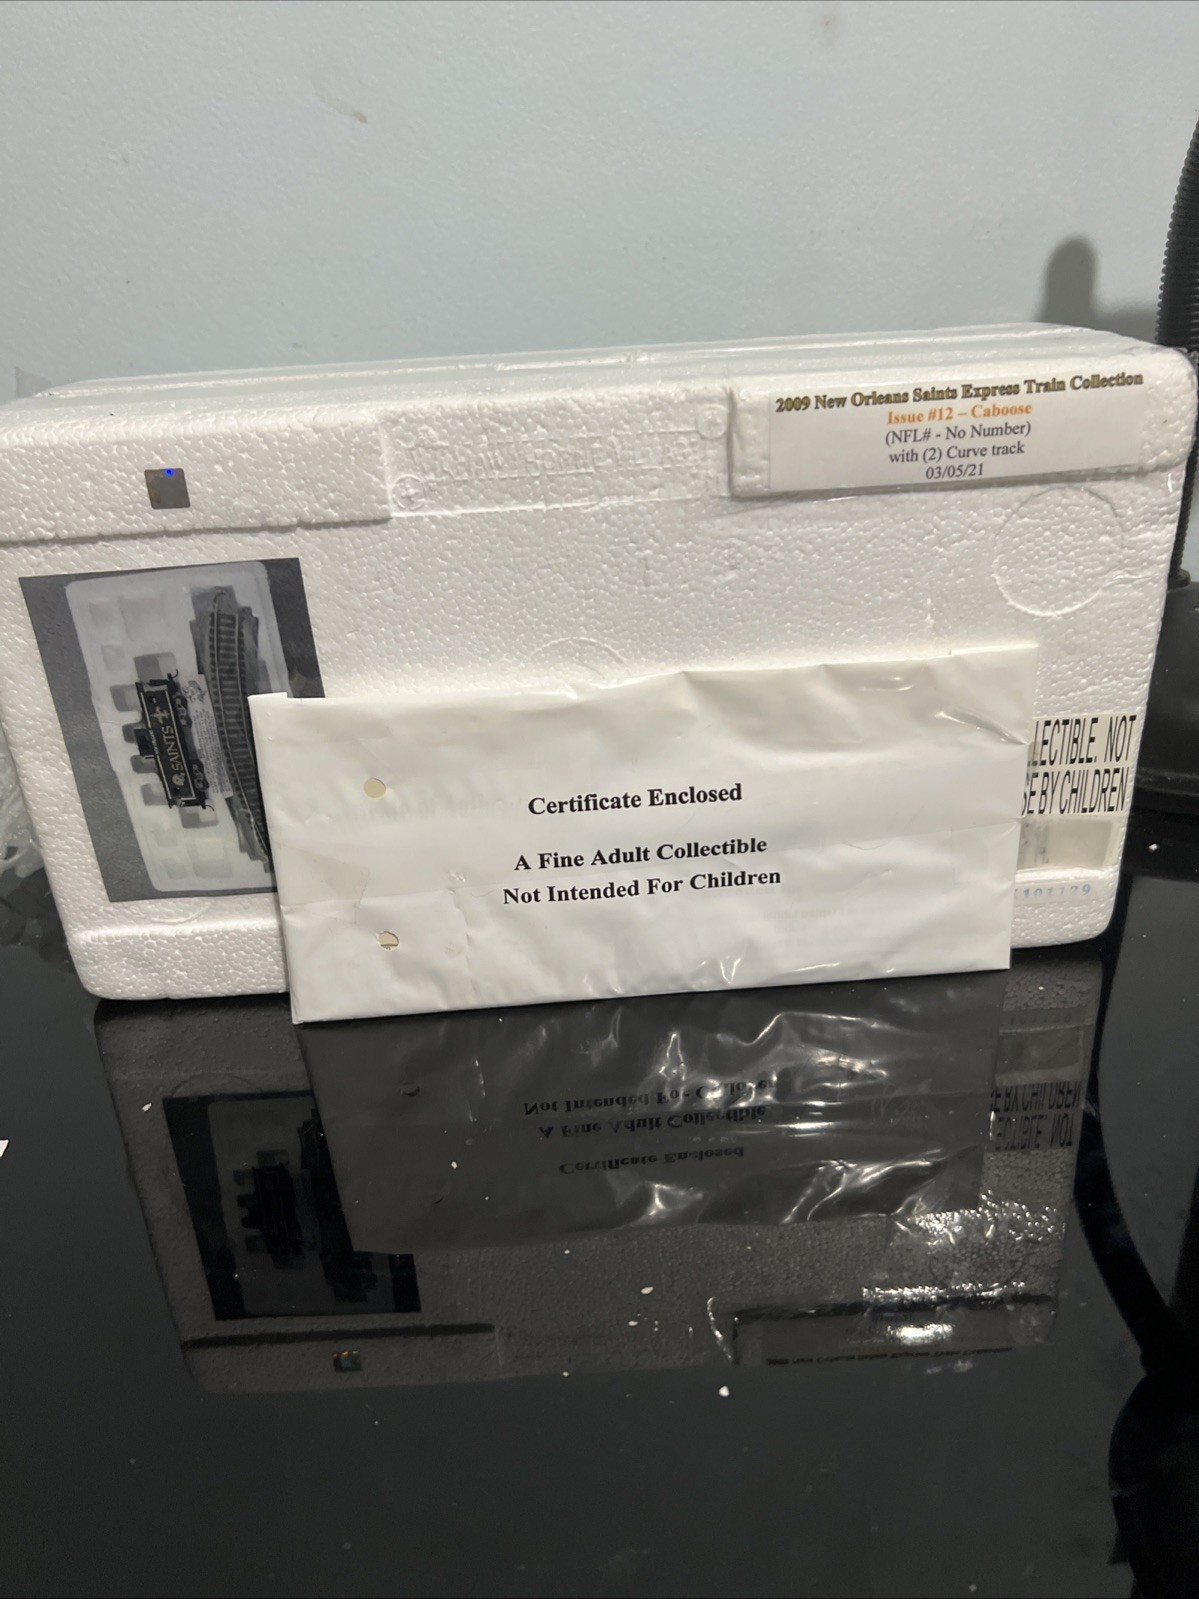 2009 New Orleans Saints Express Train Collection
Issue #12 – Caboose
(NFL# - No Number)
with (2) Curve track
03/05/21
SAINTS
LECTIBLE. NOT
SE BY CHILDREN
Certificate Enclosed
A Fine Adult Collectible
Not Intended For Children